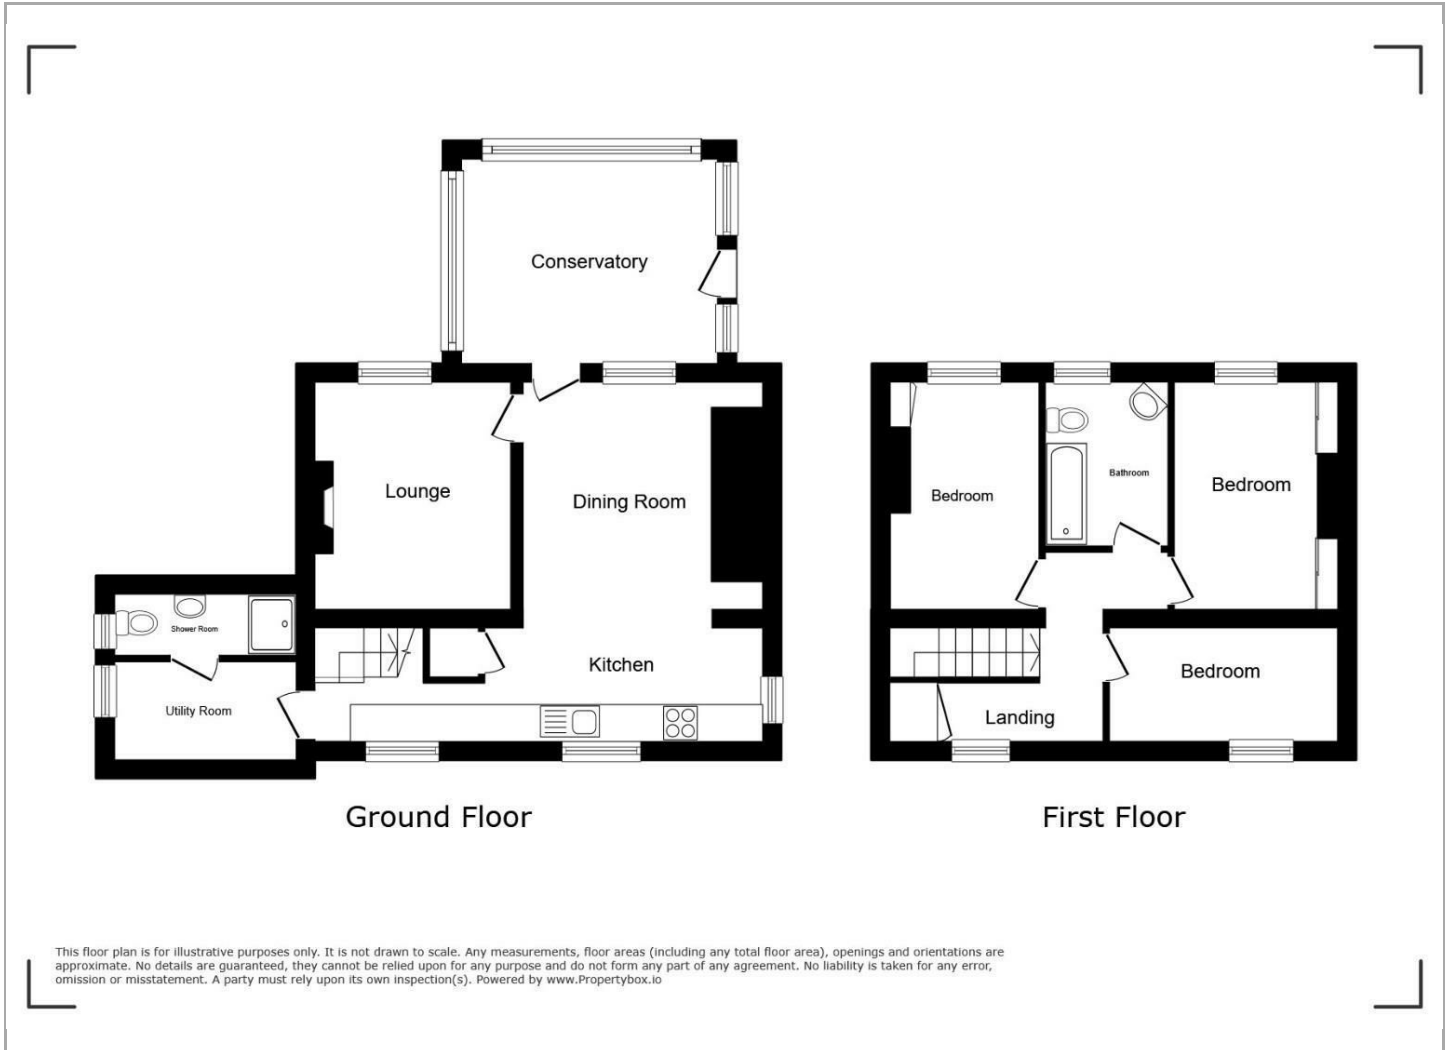 Conservatory
Lounge
Dining Room
Shower Room
Kitchen
Utility Room
Ground Floor
Bedroom
Bathroom
Bedroom
Bedroom
Landing
First Floor
This floor plan is for illustrative purposes only. It is not drawn to scale. Any measurements, floor areas (including any total floor area), openings and orientations are
approximate. No details are guaranteed, they cannot be relied upon for any purpose and do not form any part of any agreement. No liability is taken for any error,
omission or misstatement. A party must rely upon its own inspection(s). Powered by www.Propertybox.io